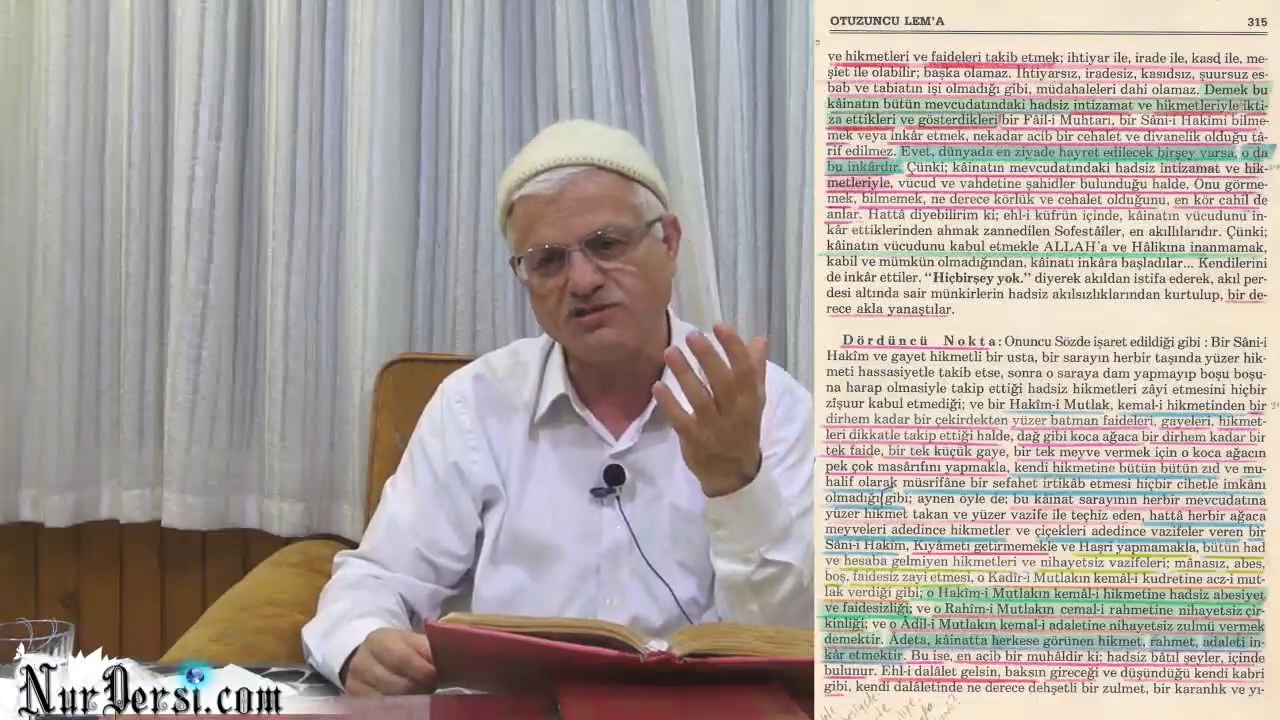 OTUZUNCU LEM'A 315
ve hikmetleri ve faideleri takib etmek; ihtiyar ile, irade ile, kasd ile, me-
şiet ile olabilir; başka olamaz. İhtiyarsız, iradesiz, kasıdsız, şuursuz es-
bab ve tabiatın işi olmadığı gibi, müdahaleleri dahi olamaz. Demek bu
kâinatın bütün mevcudatındaki hadsiz intizamat ve hikmetleriyle ikti-
za ettikleri ve gösterdikleri bir Fâil-i Muhtarı, bir Sâni-i Hakîmi bilme-
mek veya inkâr etmek, nekadar acib bir cehalet ve divanelik olduğu tâ-
rif edilmez. Evet, dünyada en ziyade hayret edilecek birşey varsa, o da
bu inkârdır. Çünki; kâinatın mevcudatındaki hadsiz intizamat ve hik-
metleriyle, vücud ve vahdetine şahidler bulunduğu halde, Onu görme-
mek, bilmemek, ne derece körlük ve cehalet olduğunu, en kör cahil de
anlar. Hattâ diyebilirim ki; ehl-i küfrün içinde, kâinatın vücudunu in-
kâr ettiklerinden ahmak zannedilen Sofestâiler, en akıllılarıdır. Çünki;
kâinatın vücudunu kabul etmekle ALLAH'a ve Hâlikına inanmamak,
kabil ve mümkün olmadığından, kâinatı inkâra başladılar... Kendilerini
de inkâr ettiler. "Hiçbirşey yok." diyerek akıldan istifa ederek, akıl per-
desi altında sair münkirlerin hadsiz akılsızlıklarından kurtulup, bir de-
rece akla yanaştılar.
Dördüncü Nokta: Onuncu Sözde işaret edildiği gibi : Bir Sâni-i
Hakîm ve gayet hikmetli bir usta, bir sarayın herbir taşında yüzer hik-
meti hassasiyetle takib etse, sonra o saraya dam yapmayıp boşu boşu-
na harap olmasiyle takip ettiği hadsiz hikmetleri zâyi etmesini hiçbir
zîşuur kabul etmediği; ve bir Hakîm-i Mutlak, kemal-i hikmetinden bir
dirhem kadar bir çekirdekten yüzer batman faideleri, gayeleri, hikmet-
leri dikkatle takip ettiği halde, dağ gibi koca ağaca bir dirhem kadar bir
tek faide, bir tek küçük gaye, bir tek meyve vermek için o koca ağacın
pek çok masârıfını yapmakla, kendi hikmetine bütün bütün zıd ve mu-
halif olarak müsrifâne bir sefahet irtikâb etmesi hiçbir cihetle imkânı
olmadığı gibi; aynen öyle de; bu kâinat sarayının herbir mevcudatına
yüzer hikmet takan ve yüzer vazife ile teçhiz eden, hattâ herbir ağaca
meyveleri adedince hikmetler ve çiçekleri adedince vazifeler veren bir
Sâni-i Hakîm, Kıyâmeti getirmemekle ve Haşri yapmamakla, bütün had
ve hesaba gelmiyen hikmetleri ve nihayetsiz vazifeleri; mânasız, abes,
boş, faidesiz zayi etmesi, o Kadîr-i Mutlakın kemâl-i kudretine acz-i mut-
lak verdiği gibi; o Hakîm-i Mutlakın kemâl-i hikmetine hadsiz abesiyet
ve faidesizliği; ve o Rahîm-i Mutlakın cemal-i rahmetine nihayetsiz çir-
kinliği; ve o Âdil-i Mutlakın kemal-i adaletine nihayetsiz zulmü vermek
demektir. Âdeta, kâinatta herkese görünen hikmet, rahmet, adaleti in-
kâr etmektir. Bu ise, en acib bir muhâldir ki; hadsiz bâtıl şeyler, içinde
bulunur. Ehl-i dalâlet gelsin, baksın gireceği ve düşündüğü kendi kabri
gibi, kendi dalâletinde ne derece dehşetli bir zulmet, bir karanlık ve yı-
NurDersi.com